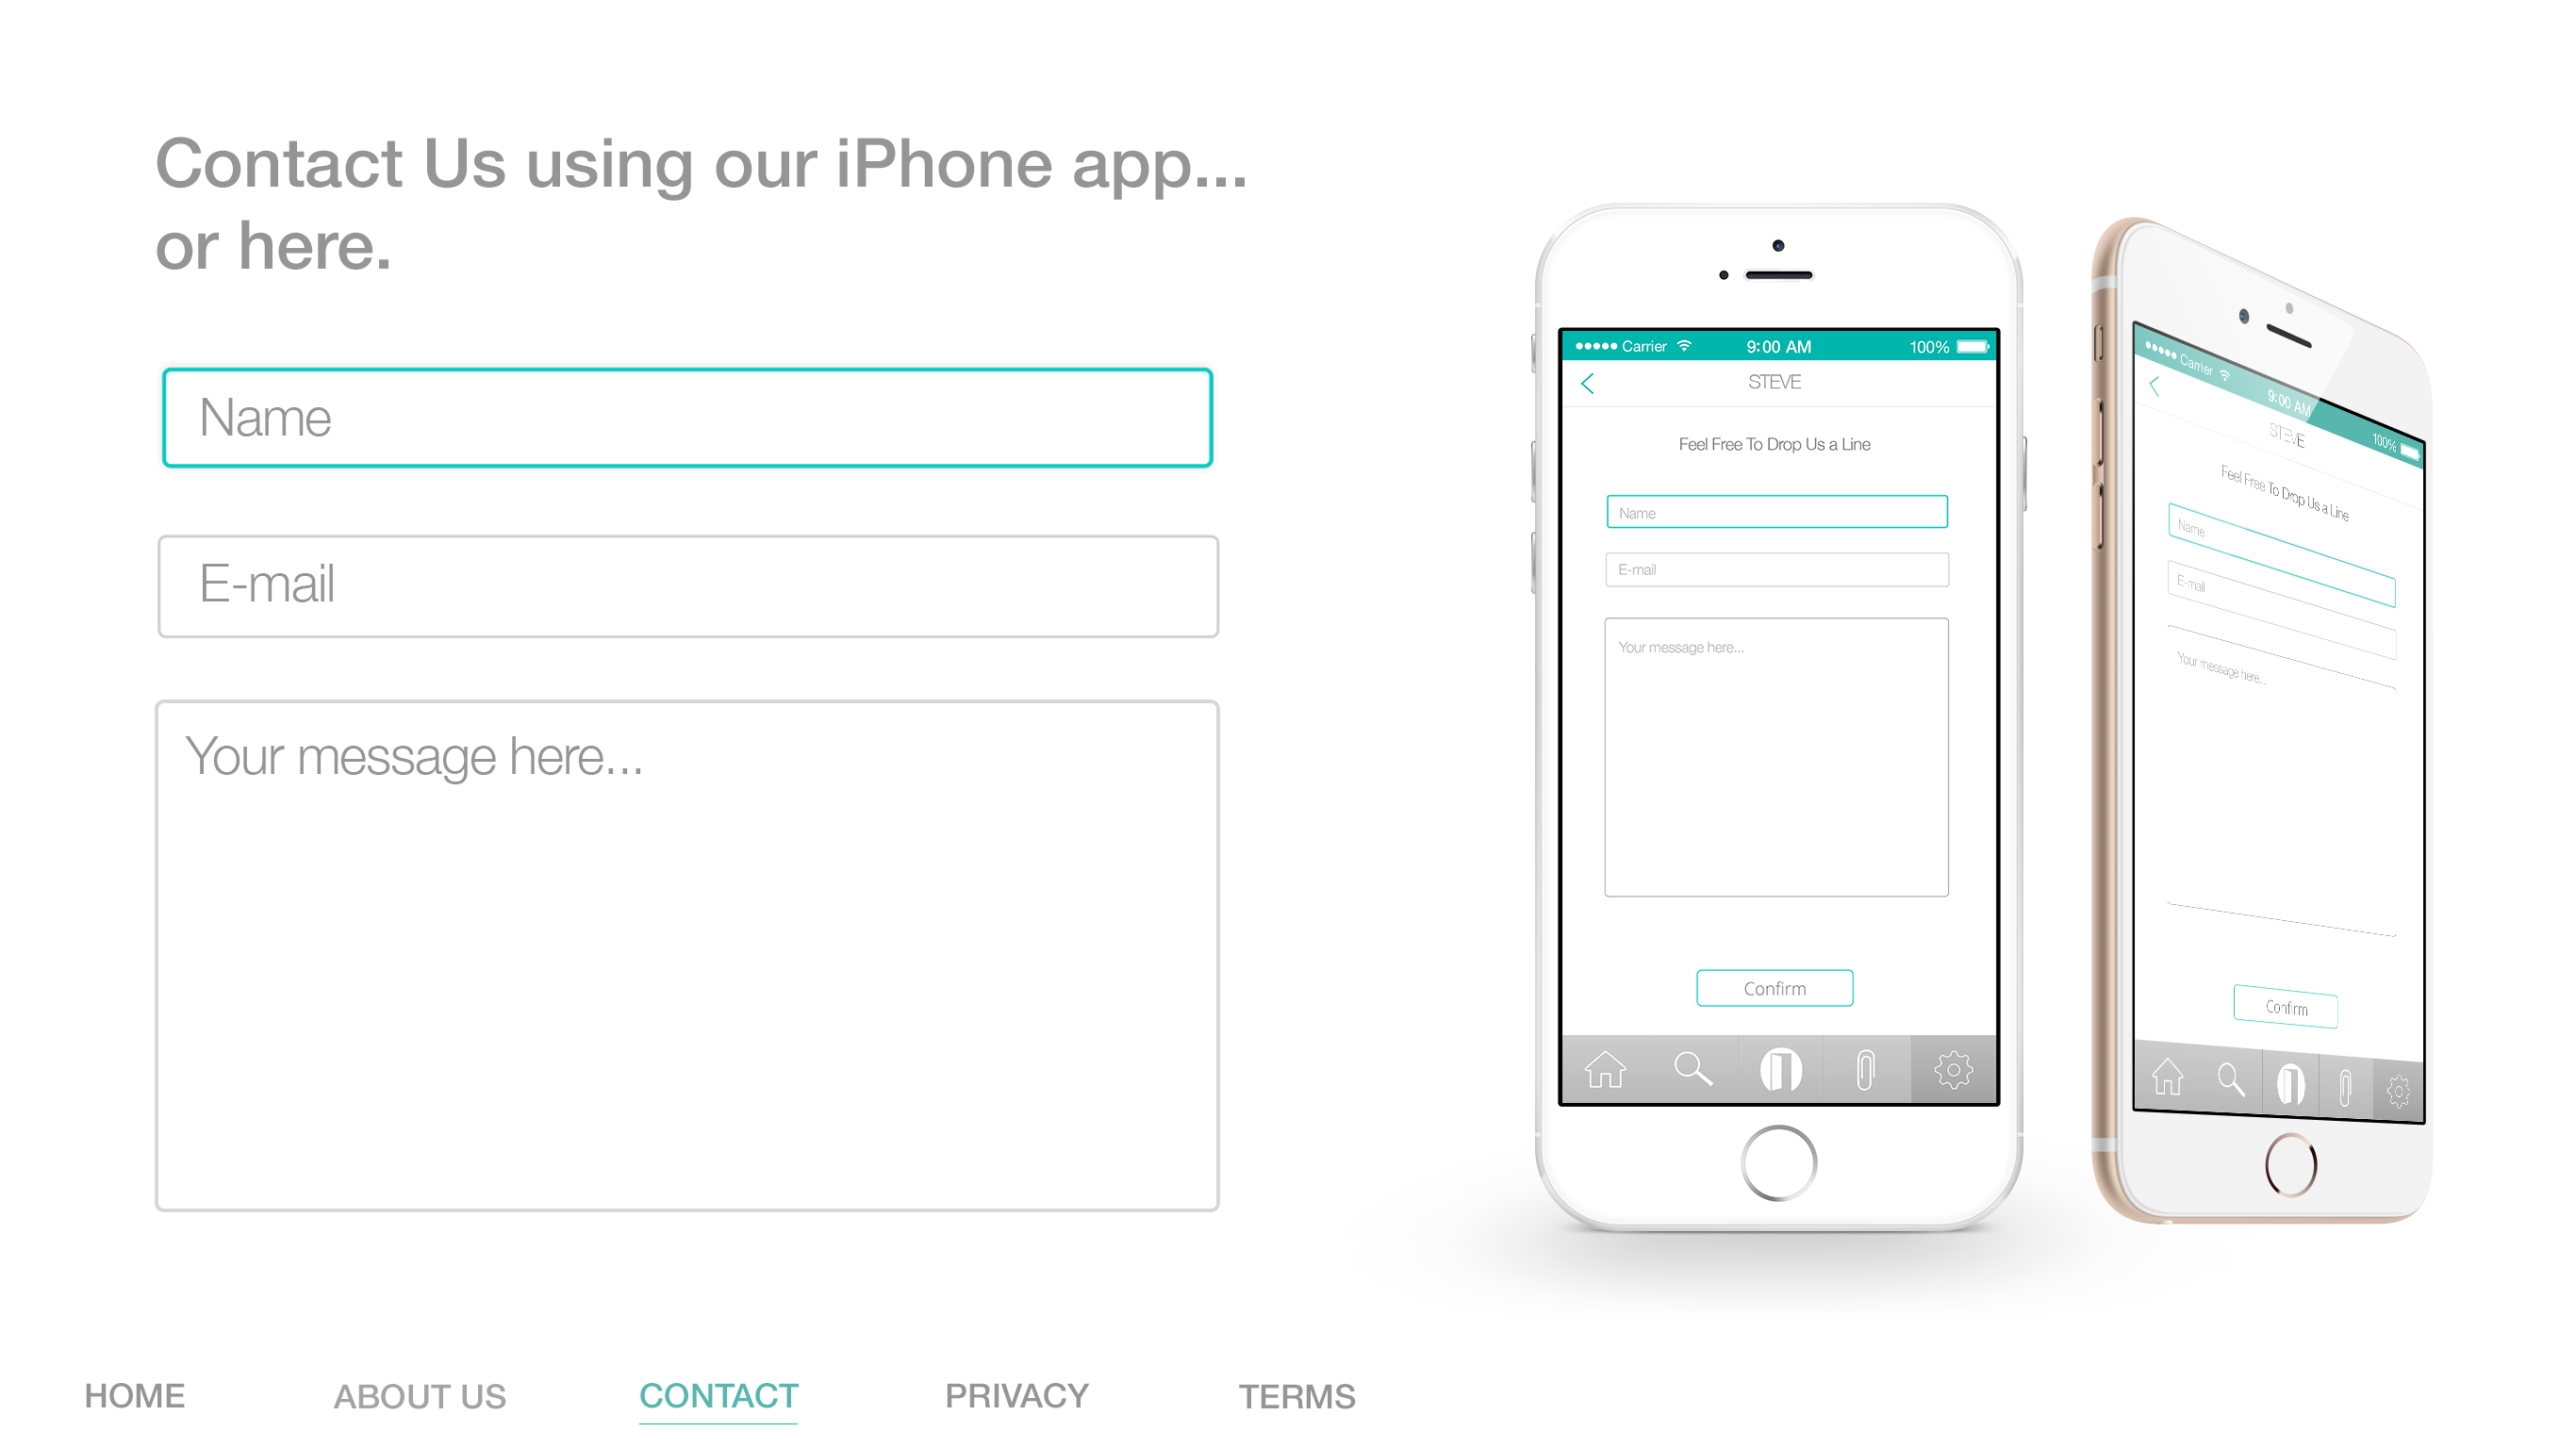 Contact Us using our iPhone app...
or here.
Name
E-mail
Your message here...
Carrier 9:00 AM 100%
STEVE
Feel Free To Drop Us a Line
Name
E-mail
Your message here...
Confirm
Carrier 9:00 AM 100%
STEVE
Feel Free To Drop Us a Line
Name
E-mail
Your message here...
Confirm
HOME ABOUT US CONTACT PRIVACY TERMS